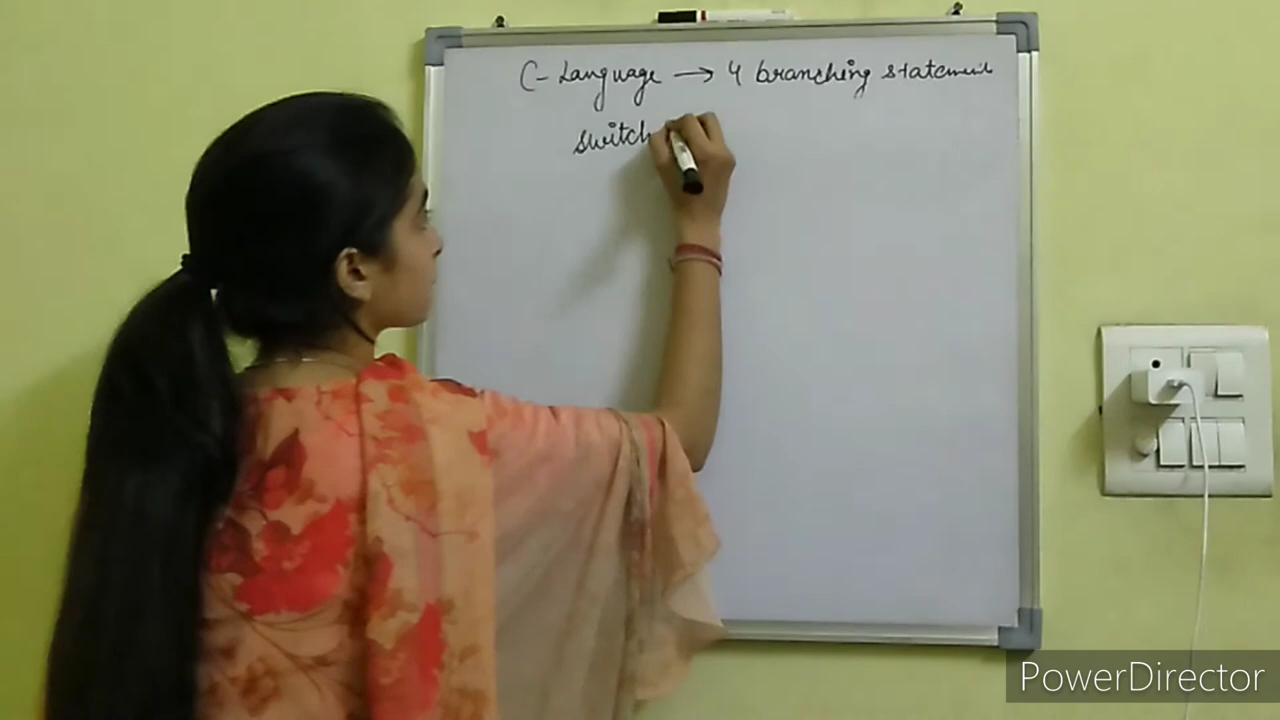 C- Language → 4 branching statement
switch
PowerDirector